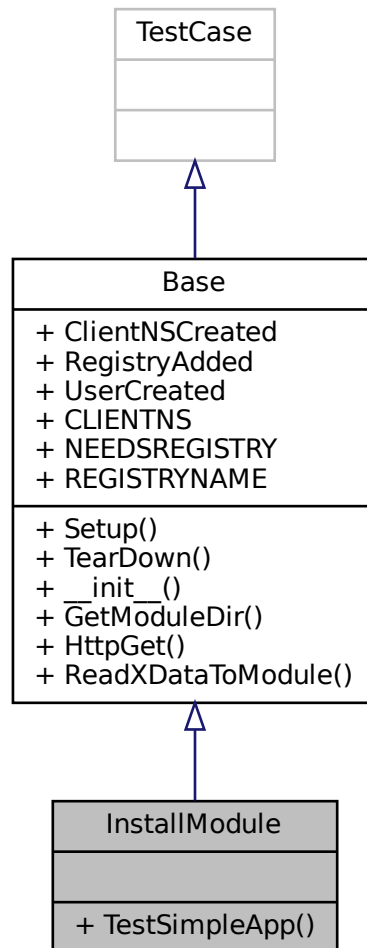 TestCase
Base
+ ClientNSCreated
+ RegistryAdded
+ UserCreated
+ CLIENTNS
+ NEEDSREGISTRY
+ REGISTRYNAME
+ Setup()
+ TearDown()
+ __init__()
+ GetModuleDir()
+ HttpGet()
+ ReadXDataToModule()
InstallModule
+ TestSimpleApp()